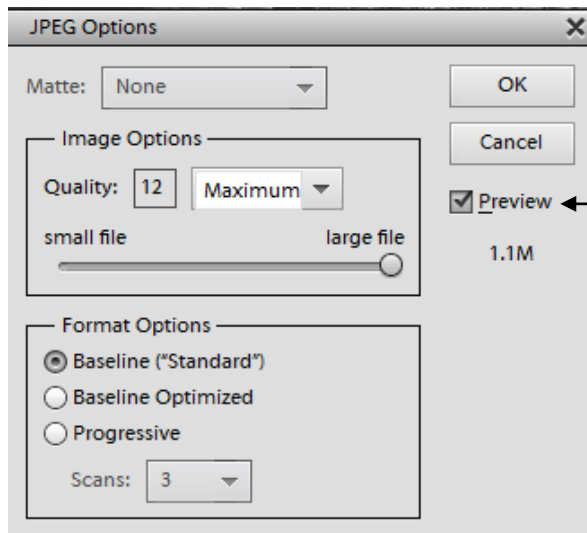 JPEG Options
Matte: None
OK
Image Options
Cancel
Quality: 12 Maximum
Preview
small file large file
1.1M
Format Options
Baseline ("Standard")
Baseline Optimized
Progressive
Scans: 3